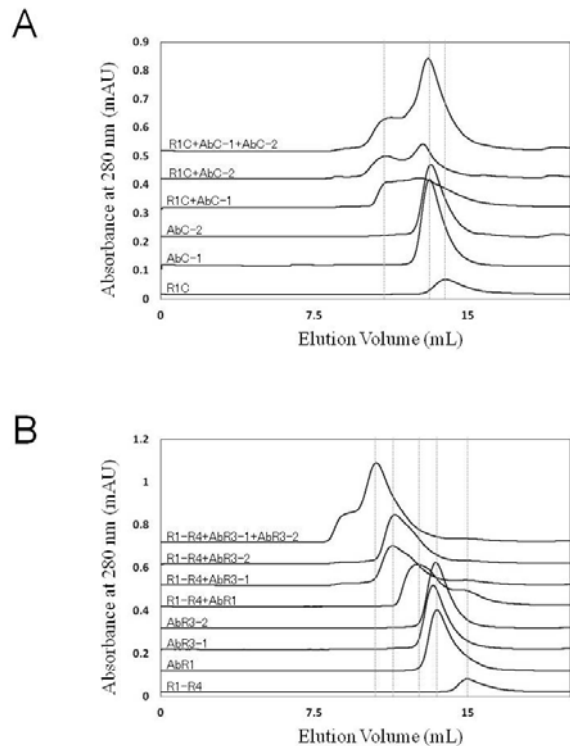 A
Absorbance at 280 nm (mAU)
0.9
0.8
0.7
0.6
0.5
0.4
0.3
0.2
0.1
0
R1C+AbC-1+AbC-2
R1C+AbC-2
R1C+AbC-1
AbC-2
AbC-1
R1C
0
7.5
15
Elution Volume (mL)
B
Absorbance at 280 nm (mAU)
1.2
1
0.8
0.6
0.4
0.2
0
R1-R4+AbR3-1+AbR3-2
R1-R4+AbR3-2
R1-R4+AbR3-1
R1-R4+AbR1
AbR3-2
AbR3-1
AbR1
R1-R4
0
7.5
15
Elution Volume (mL)